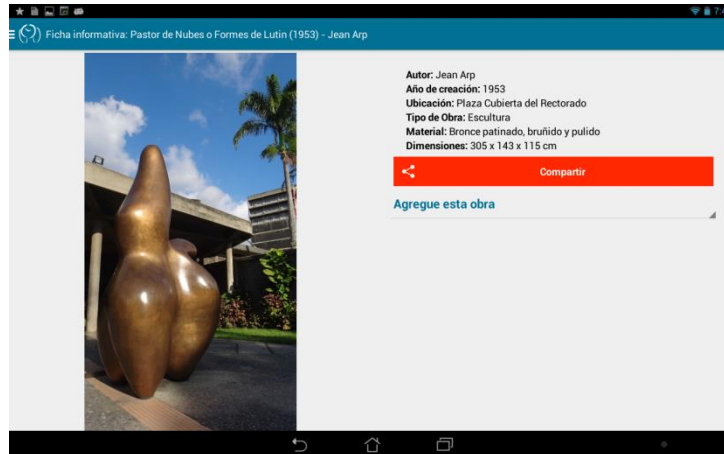 Ficha informativa: Pastor de Nubes o Formes de Lutin (1953) - Jean Arp
Autor: Jean Arp
Año de creación: 1953
Ubicación: Plaza Cubierta del Rectorado
Tipo de Obra: Escultura
Material: Bronce patinado, bruñido y pulido
Dimensiones: 305 x 143 x 115 cm
Compartir
Agregue esta obra